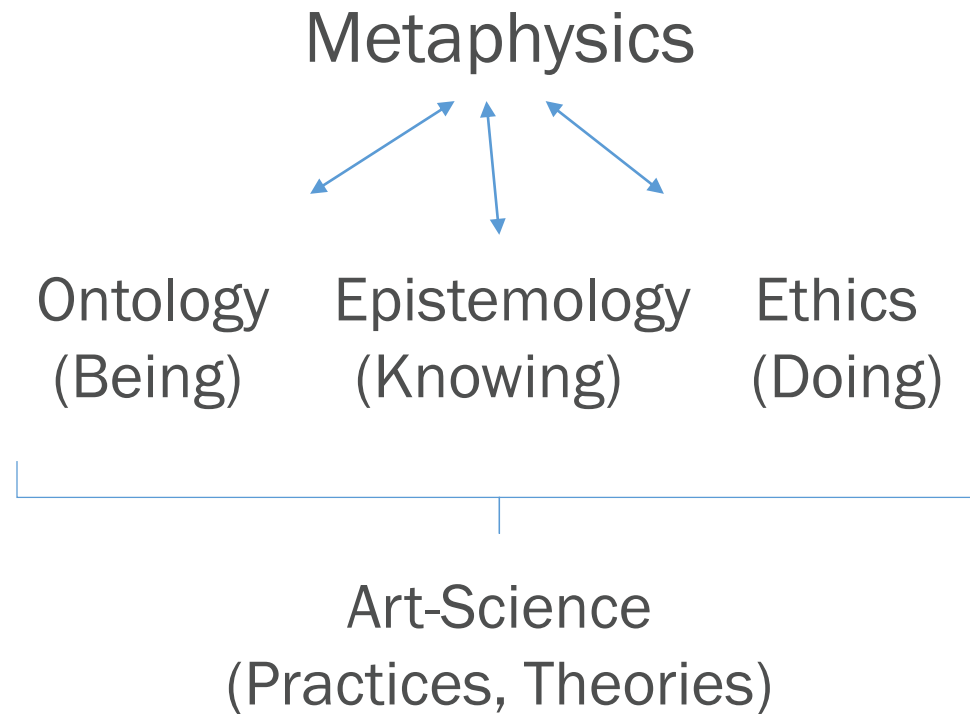 Metaphysics
Ontology Epistemology Ethics
(Being) (Knowing) (Doing)
Art-Science
(Practices, Theories)